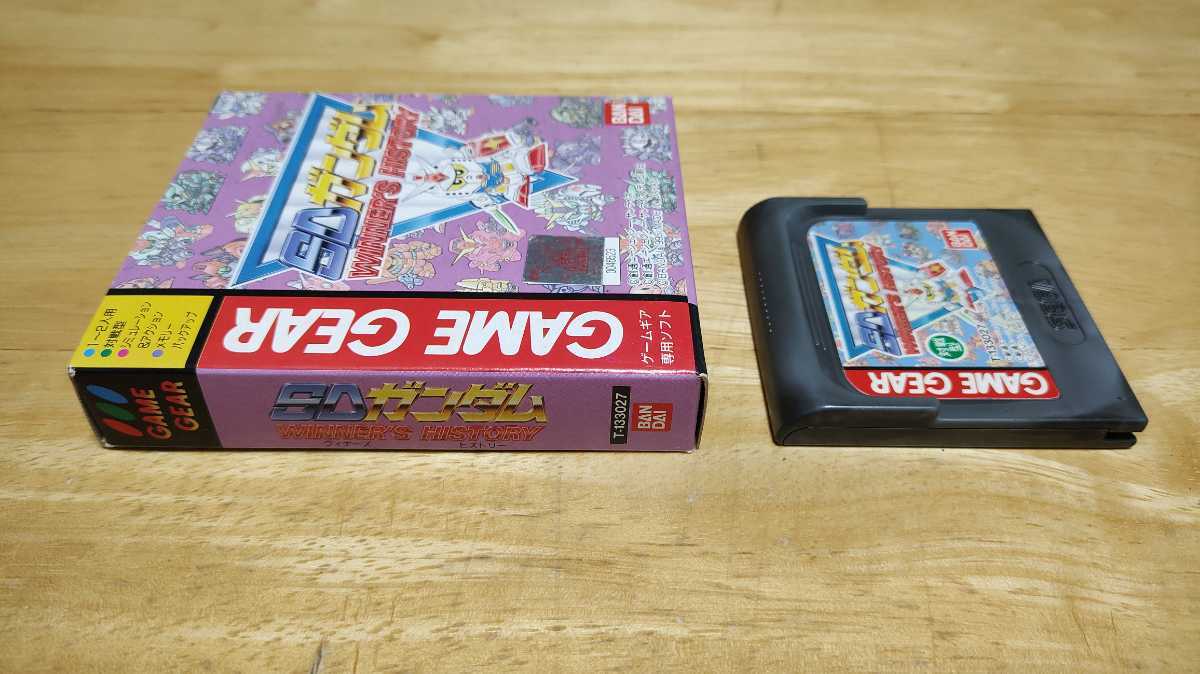 SDガンダム
WINNER'S HISTORY
BAN
DAI
0046623
1〜2人用
対戦型
シミュレーション
&アクション
メモリー
バックアップ
GAME GEAR
ゲームギア
専用ソフト
GAME
GEAR
SDガンダム
WINNER'S HISTORY
ウィナーズ ヒストリー
T-133027
BAN
DAI
SDガンダム
WINNER'S HISTORY
BAN
DAI
T-133027
GAME GEAR
SEGA